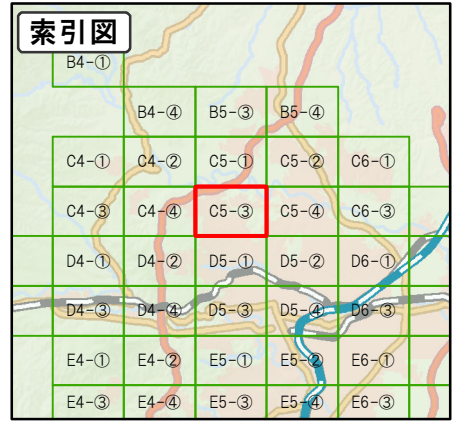 索引図
B4-①
B4-④ B5-③ B5-④
C4-① C4-② C5-① C5-② C6-①
C4-③ C4-④ C5-③ C5-④ C6-③
D4-① D4-② D5-① D5-② D6-①
D4-③ D4-④ D5-③ D5-④ D6-③
E4-① E4-② E5-① E5-② E6-①
E4-③ E4-④ E5-③ E5-④ E6-③